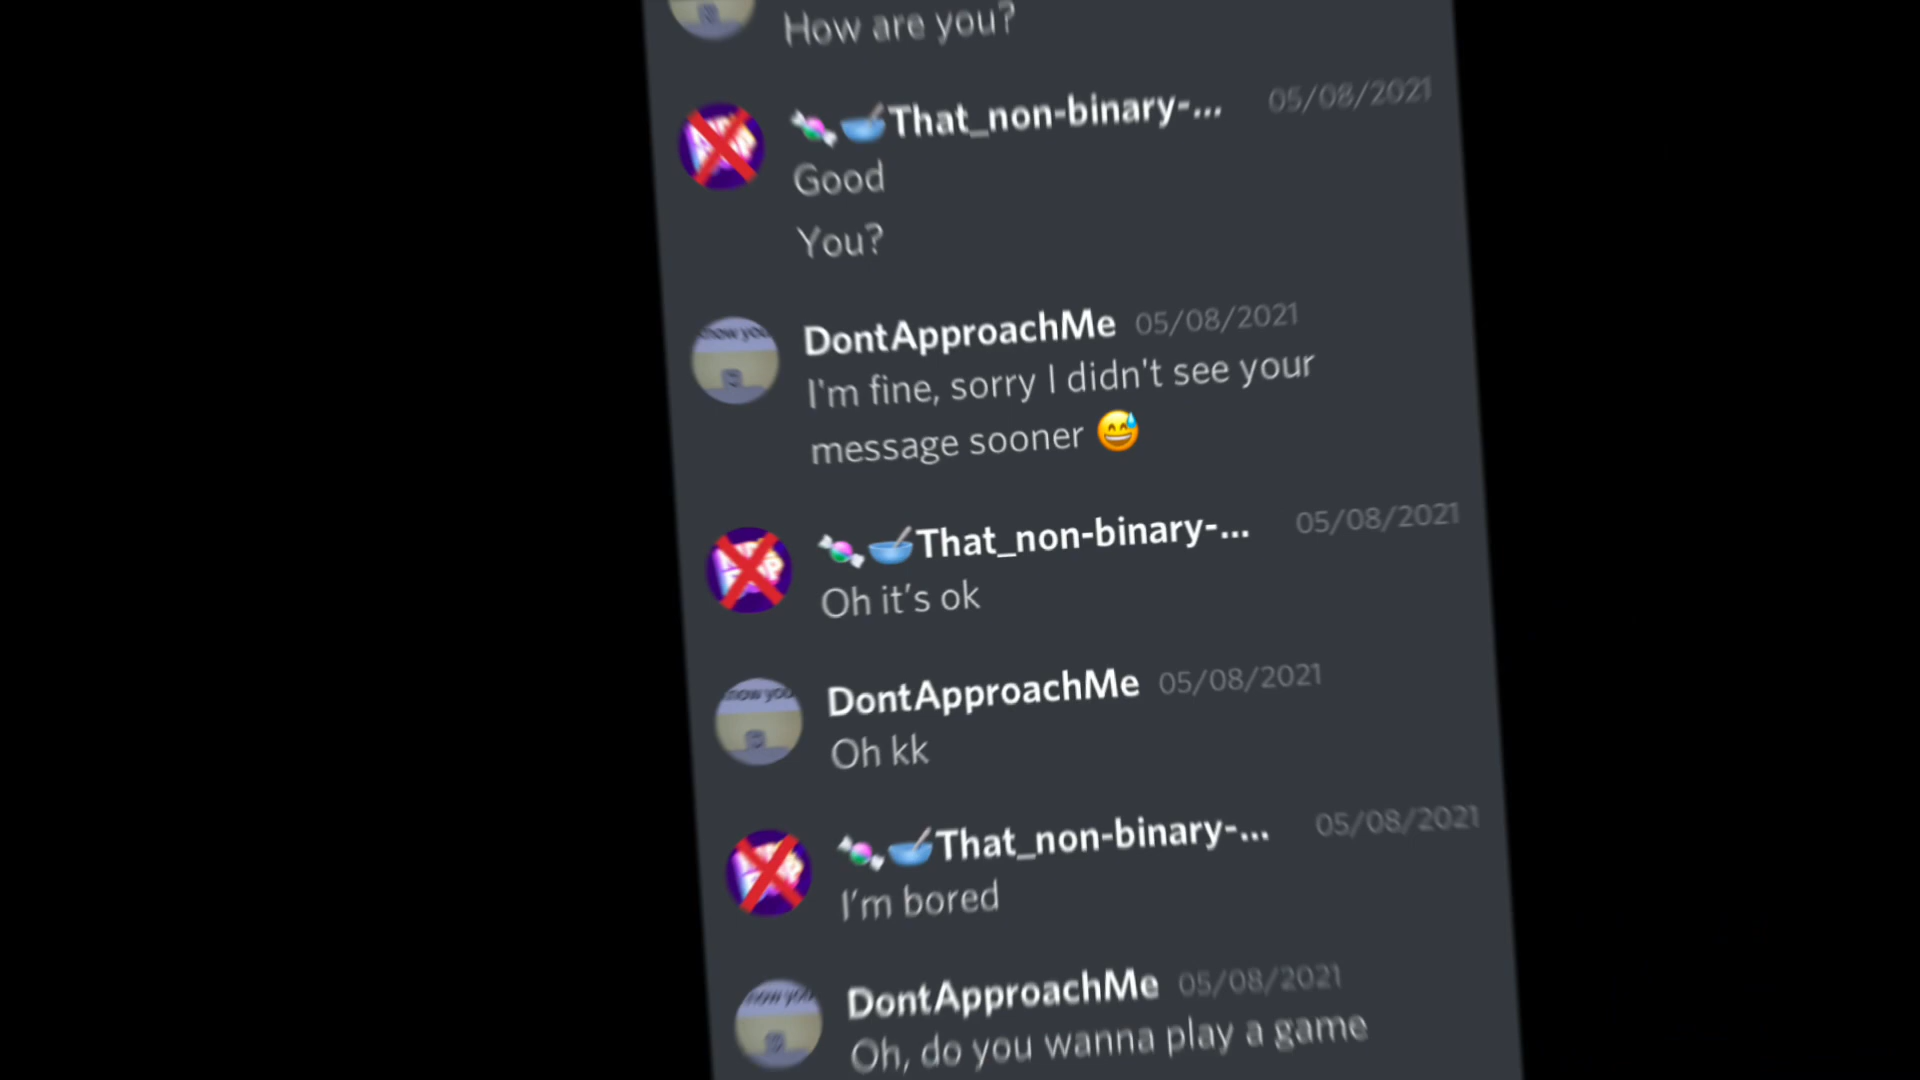 How are you?
🍬🥣That_non-binary-... 05/08/2021
Good
You?
DontApproachMe 05/08/2021
I'm fine, sorry I didn't see your
message sooner 😅
🍬🥣That_non-binary-... 05/08/2021
Oh it's ok
DontApproachMe 05/08/2021
Oh kk
🍬🥣That_non-binary-... 05/08/2021
I'm bored
DontApproachMe 05/08/2021
Oh, do you wanna play a game